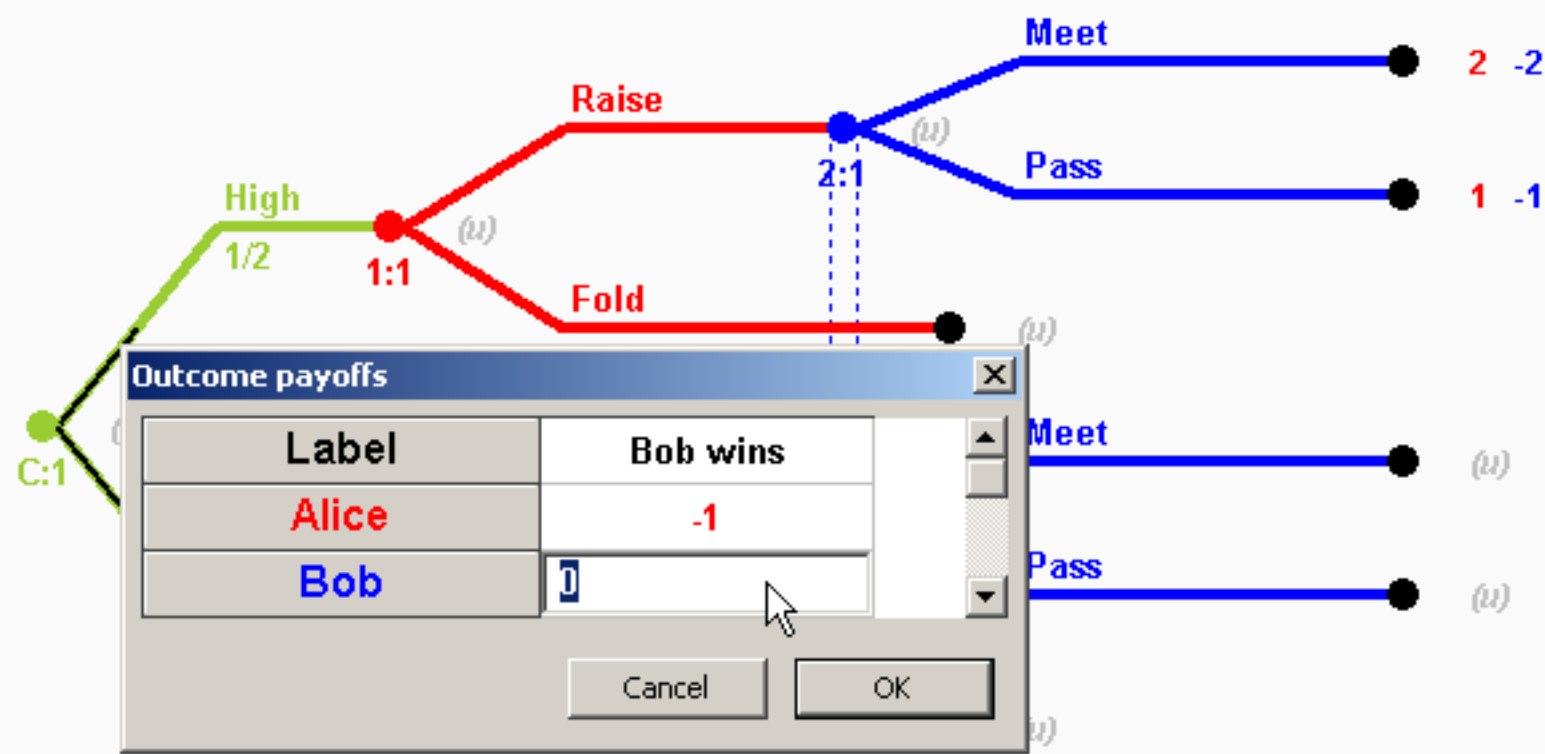 Meet
2 -2
Raise
(u)
2:1
Pass
1 -1
High
1/2
(u)
1:1
Fold
(u)
C:1
Outcome payoffs
Label
Bob wins
Alice
-1
Bob
0
Cancel
OK
Meet
(u)
Pass
(u)